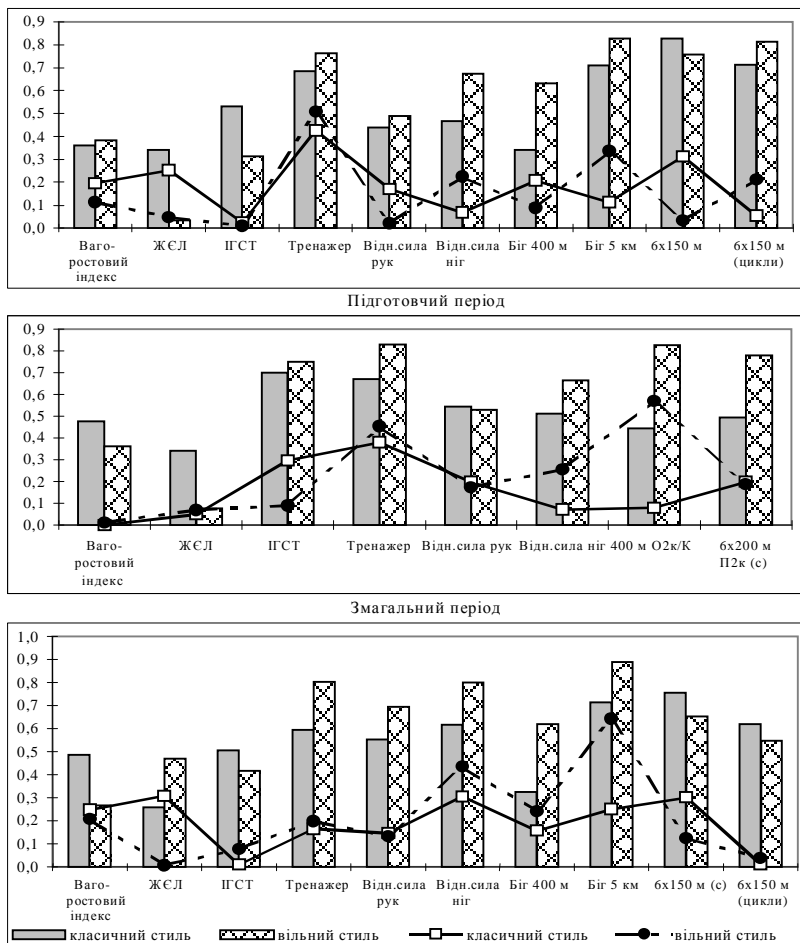 0,9
0,8
0,7
0,6
0,5
0,4
0,3
0,2
0,1
0,0
Ваго- ЖЄЛ ІГСТ Тренажер Відн.сила Відн.сила Біг 400 м Біг 5 км 6х150 м 6х150 м
ростовий рук ніг (цикли)
індекс
Підготовчий період
0,9
0,8
0,7
0,6
0,5
0,4
0,3
0,2
0,1
0,0
Ваго- ЖЄЛ ІГСТ Тренажер Відн.сила рук Відн.сила ніг 400 м О2к/К 6х200 м
ростовий П2к (с)
індекс
Змагальний період
1,0
0,9
0,8
0,7
0,6
0,5
0,4
0,3
0,2
0,1
0,0
Ваго- ЖЄЛ ІГСТ Тренажер Відн.сила Відн.сила Біг 400 м Біг 5 км 6х150 м (с) 6х150 м
ростовий рук ніг (цикли)
індекс
класичний стиль вільний стиль класичний стиль вільний стиль